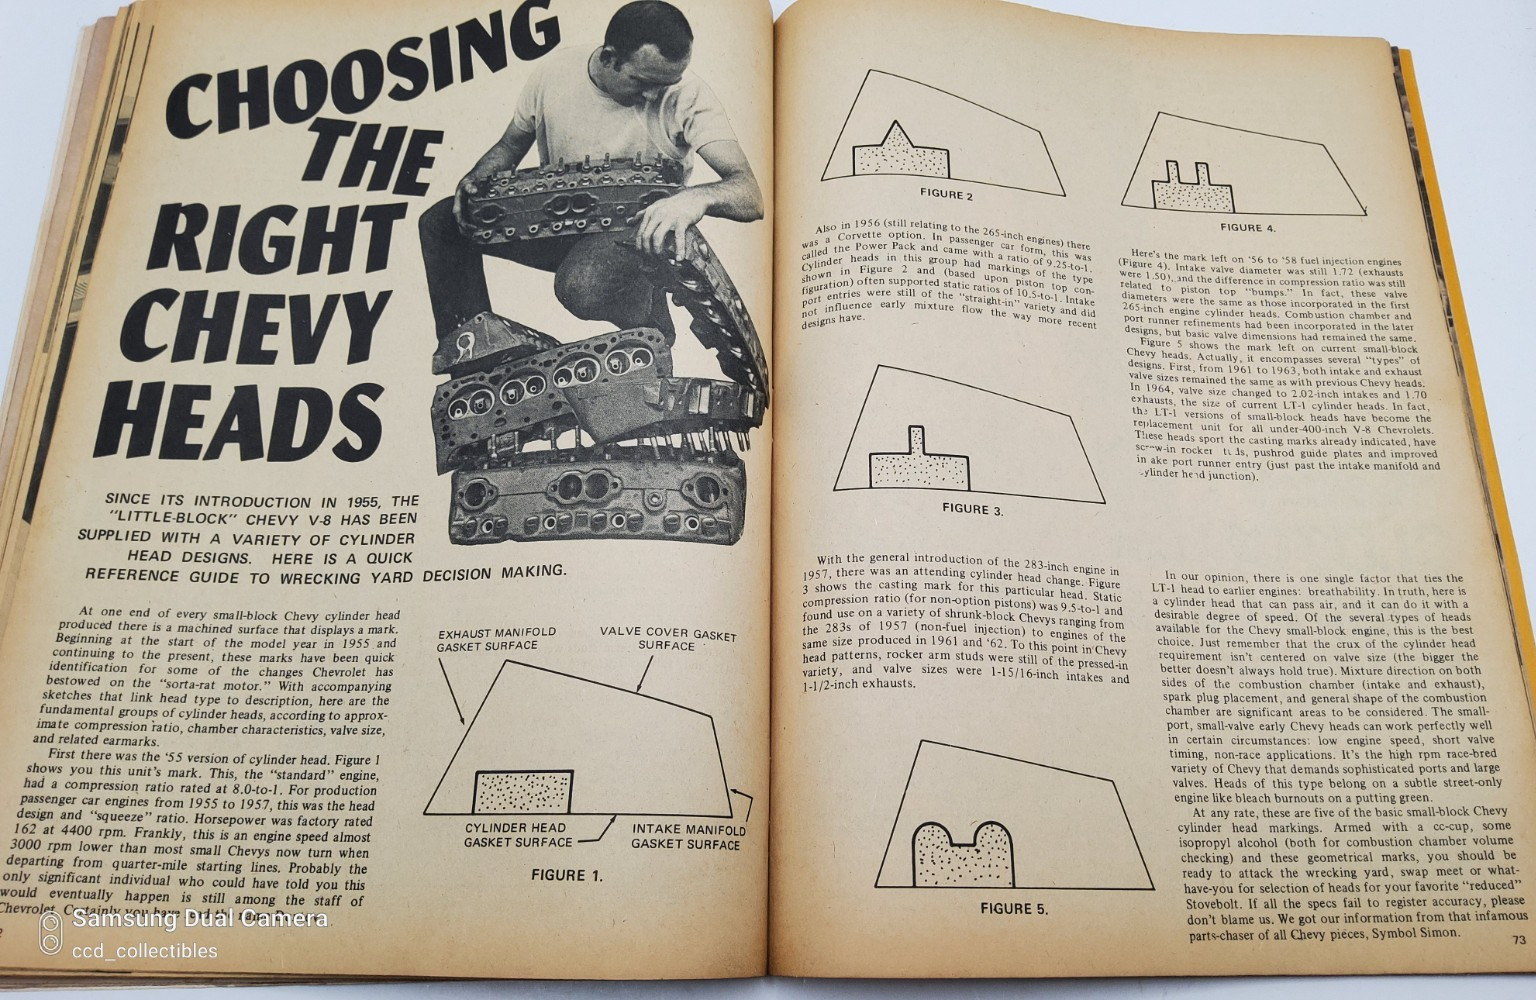 CHOOSING
THE
RIGHT
CHEVY
HEADS
SINCE ITS INTRODUCTION IN 1955, THE
"LITTLE-BLOCK" CHEVY V-8 HAS BEEN
SUPPLIED WITH A VARIETY OF CYLINDER
HEAD DESIGNS. HERE IS A QUICK
REFERENCE GUIDE TO WRECKING YARD DECISION MAKING.
At one end of every small-block Chevy cylinder head
produced there is a machined surface that displays a mark.
Beginning at the start of the model year in 1955 and
continuing to the present, these marks have been quick
identification for some of the changes Chevrolet has
bestowed on the "sorta-rat motor." With accompanying
sketches that link head type to description, here are the
fundamental groups of cylinder heads, according to approx-
imate compression ratio, chamber characteristics, valve size,
and related earmarks.
First there was the '55 version of cylinder head. Figure 1
shows you this unit's mark. This, the "standard" engine,
had a compression ratio rated at 8.0-to-1. For production
passenger car engines from 1955 to 1957, this was the head
design and "squeeze" ratio. Horsepower was factory rated
162 at 4400 rpm. Frankly, this is an engine speed almost
3000 rpm lower than most small Chevys now turn when
departing from quarter-mile starting lines. Probably the
only significant individual who could have told you this
would eventually happen is still among the staff of
Chevrolet. Certainly you have
EXHAUST MANIFOLD
GASKET SURFACE
VALVE COVER GASKET
SURFACE
CYLINDER HEAD
GASKET SURFACE
INTAKE MANIFOLD
GASKET SURFACE
FIGURE 1.
Samsung Dual Camera
ccd_collectibles
FIGURE 2
Also in 1956 (still relating to the 265-inch engines) there
was a Corvette option. In passenger car form, this was
called the Power Pack and came with a ratio of 9.25-to-1.
Cylinder heads in this group had markings of the type
shown in Figure 2 and (based upon piston top con-
figuration) often supported static ratios of 10.5-to-1. Intake
port entries were still of the "straight-in" variety and did
not influence early mixture flow the way more recent
designs have.
FIGURE 3.
With the general introduction of the 283-inch engine in
1957, there was an attending cylinder head change. Figure
3 shows the casting mark for this particular head. Static
compression ratio (for non-option pistons) was 9.5-to-1 and
found use on a variety of shrunk-block Chevys ranging from
the 283s of 1957 (non-fuel injection) to engines of the
same size produced in 1961 and '62. To this point in Chevy
head patterns, rocker arm studs were still of the pressed-in
variety, and valve sizes were 1-15/16-inch intakes and
1-1/2-inch exhausts.
FIGURE 5.
FIGURE 4.
Here's the mark left on '56 to '58 fuel injection engines
(Figure 4). Intake valve diameter was still 1.72 (exhausts
were 1.50), and the difference in compression ratio was still
related to piston top "bumps." In fact, these valve
diameters were the same as those incorporated in the first
265-inch engine cylinder heads. Combustion chamber and
port runner refinements had been incorporated in the later
designs, but basic valve dimensions had remained the same.
Figure 5 shows the mark left on current small-block
Chevy heads. Actually, it encompasses several "types" of
designs. First, from 1961 to 1963, both intake and exhaust
valve sizes remained the same as with previous Chevy heads.
In 1964, valve size changed to 2.02-inch intakes and 1.70
exhausts, the size of current LT-1 cylinder heads. In fact,
the LT-1 versions of small-block heads have become the
replacement unit for all under-400-inch V-8 Chevrolets.
These heads sport the casting marks already indicated, have
rocker pushrod guide plates and improved
port runner entry (just past the intake manifold and
junction).
In our opinion, there is one single factor that ties the
LT-1 head to earlier engines: breathability. In truth, here is
a cylinder head that can pass air, and it can do it with a
desirable degree of speed. Of the several types of heads
available for the Chevy small-block engine, this is the best
choice. Just remember that the crux of the cylinder head
requirement isn't centered on valve size (the bigger the
better doesn't always hold true). Mixture direction on both
sides of the combustion chamber (intake and exhaust),
spark plug placement, and general shape of the combustion
chamber are significant areas to be considered. The small-
port, small-valve early Chevy heads can work perfectly well
in certain circumstances: low engine speed, short valve
timing, non-race applications. It's the high rpm race-bred
variety of Chevy that demands sophisticated ports and large
valves. Heads of this type belong on a subtle street-only
engine like bleach burnouts on a putting green.
At any rate, these are five of the basic small-block Chevy
cylinder head markings. Armed with a cc-cup, some
isopropyl alcohol (both for combustion chamber volume
checking) and these geometrical marks, you should be
ready to attack the wrecking yard, swap meet or what-
have-you for selection of heads for your favorite "reduced"
Stovebolt. If all the specs fail to register accuracy, please
don't blame us. We got our information from that infamous
parts-chaser of all Chevy pieces, Symbol Simon.
73